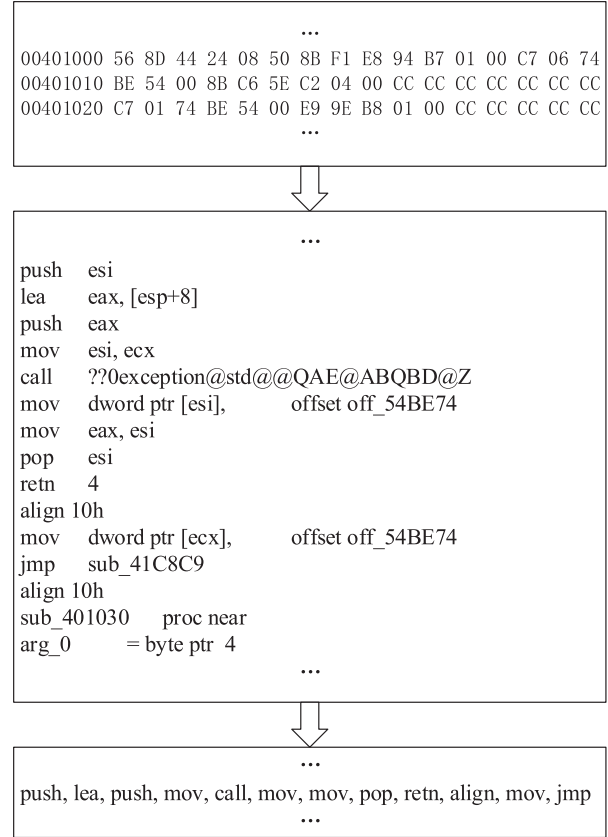 ...
00401000 56 8D 44 24 08 50 8B F1 E8 94 B7 01 00 C7 06 74
00401010 BE 54 00 8B C6 5E C2 04 00 CC CC CC CC CC CC CC
00401020 C7 01 74 BE 54 00 E9 9E B8 01 00 CC CC CC CC CC
...
...
push esi
lea eax, [esp+8]
push eax
mov esi, ecx
call ??0exception@std@@QAE@ABQBD@Z
mov dword ptr [esi], offset off_54BE74
mov eax, esi
pop esi
retn 4
align 10h
mov dword ptr [ecx], offset off_54BE74
jmp sub_41C8C9
align 10h
sub_401030 proc near
arg_0 = byte ptr 4
...
...
push, lea, push, mov, call, mov, mov, pop, retn, align, mov, jmp
...